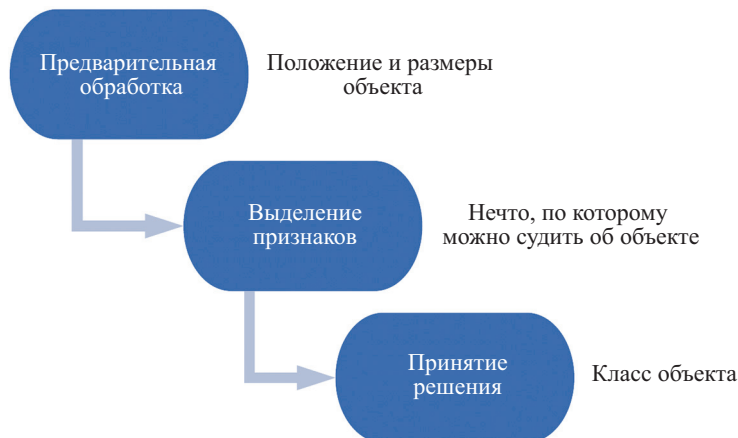 Предварительная
обработка
Положение и размеры
объекта
Выделение
признаков
Нечто, по которому
можно судить об объекте
Принятие
решения
Класс объекта